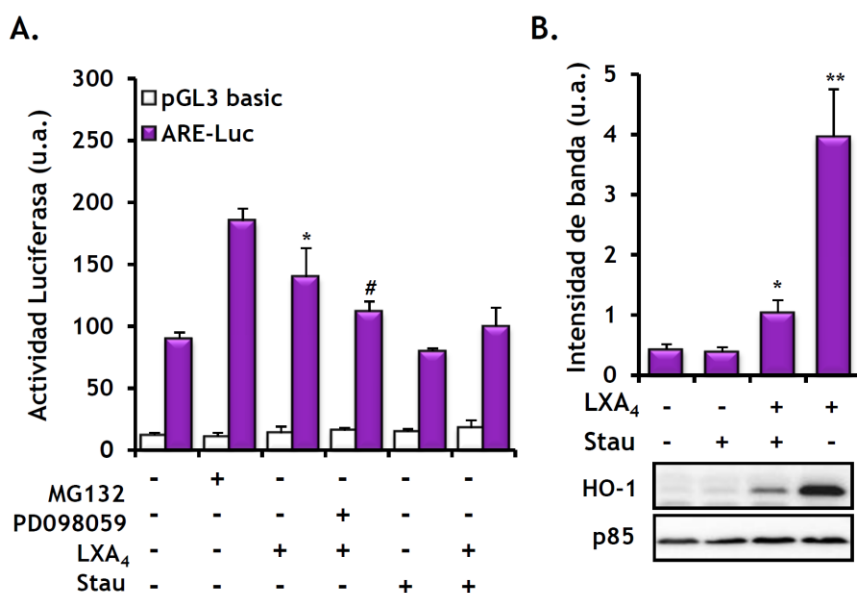 A.
300
250
200
150
100
50
0
Actividad Luciferasa (u.a.)
pGL3 basic
ARE-Luc
*
#
MG132 - + - - - -
PD098059 - - - + - -
LXA₄ - - + + - +
Stau - - - - + +
B.
5
4
3
2
1
0
Intensidad de banda (u.a.)
*
**
LXA₄ - - + +
Stau - + + -
HO-1
p85